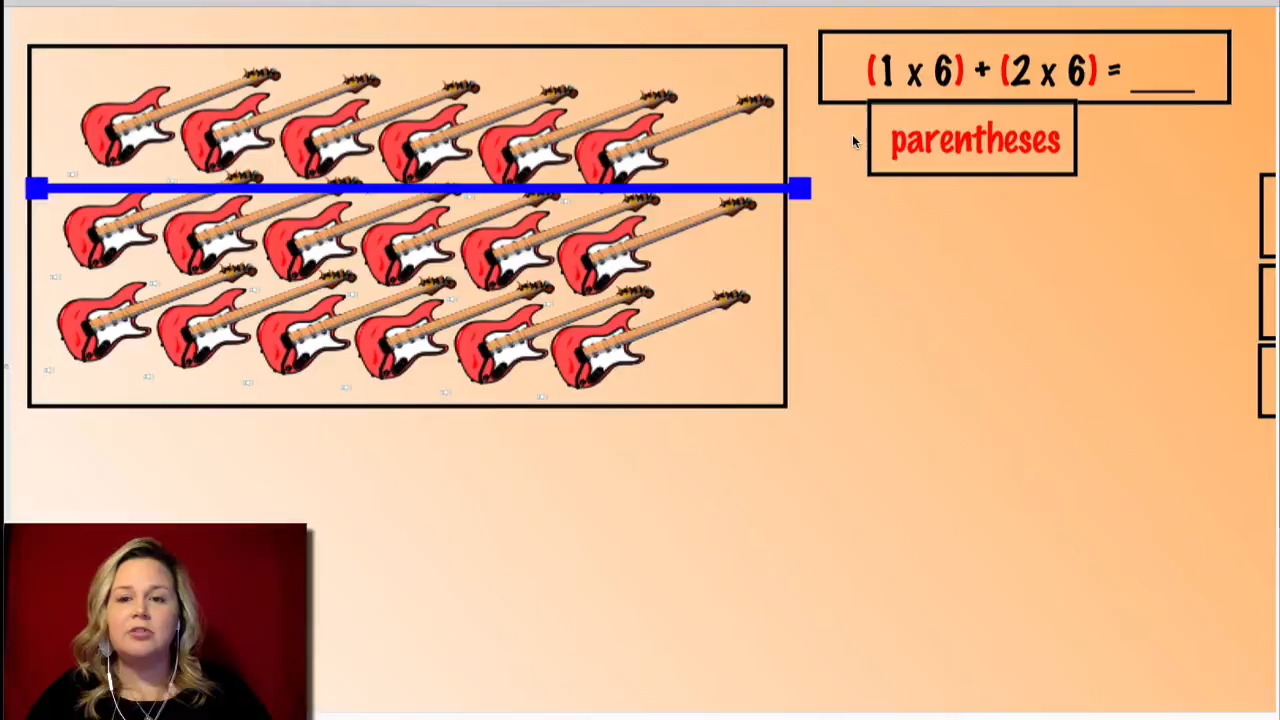 (1 x 6) + (2 x 6) = ____
parentheses